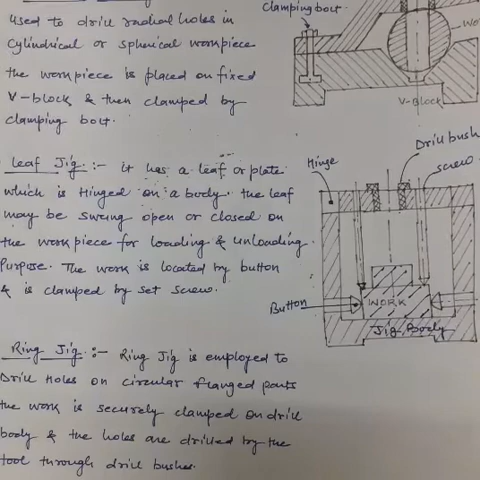 used to drill radial holes in
Cylindrical or spherical workpiece
the workpiece is placed on fixed
V-block & then clamped by
clamping bolt.
Clamping bolt.
V-Block
Leaf Jig :- it has a leaf or plate
which is Hinged on a body. the leaf
may be swing open or closed on
the workpiece for loading & unloading
Purpose. The work is located by button
& is clamped by set screw.
Hinge
Drill bush
screw
Button
WORK
Jig Body
Ring Jig :- Ring Jig is employed to
Drill Holes on circular flanged parts
the work is securely clamped on drill
body & the holes are drilled by the
tool through drill bushes.